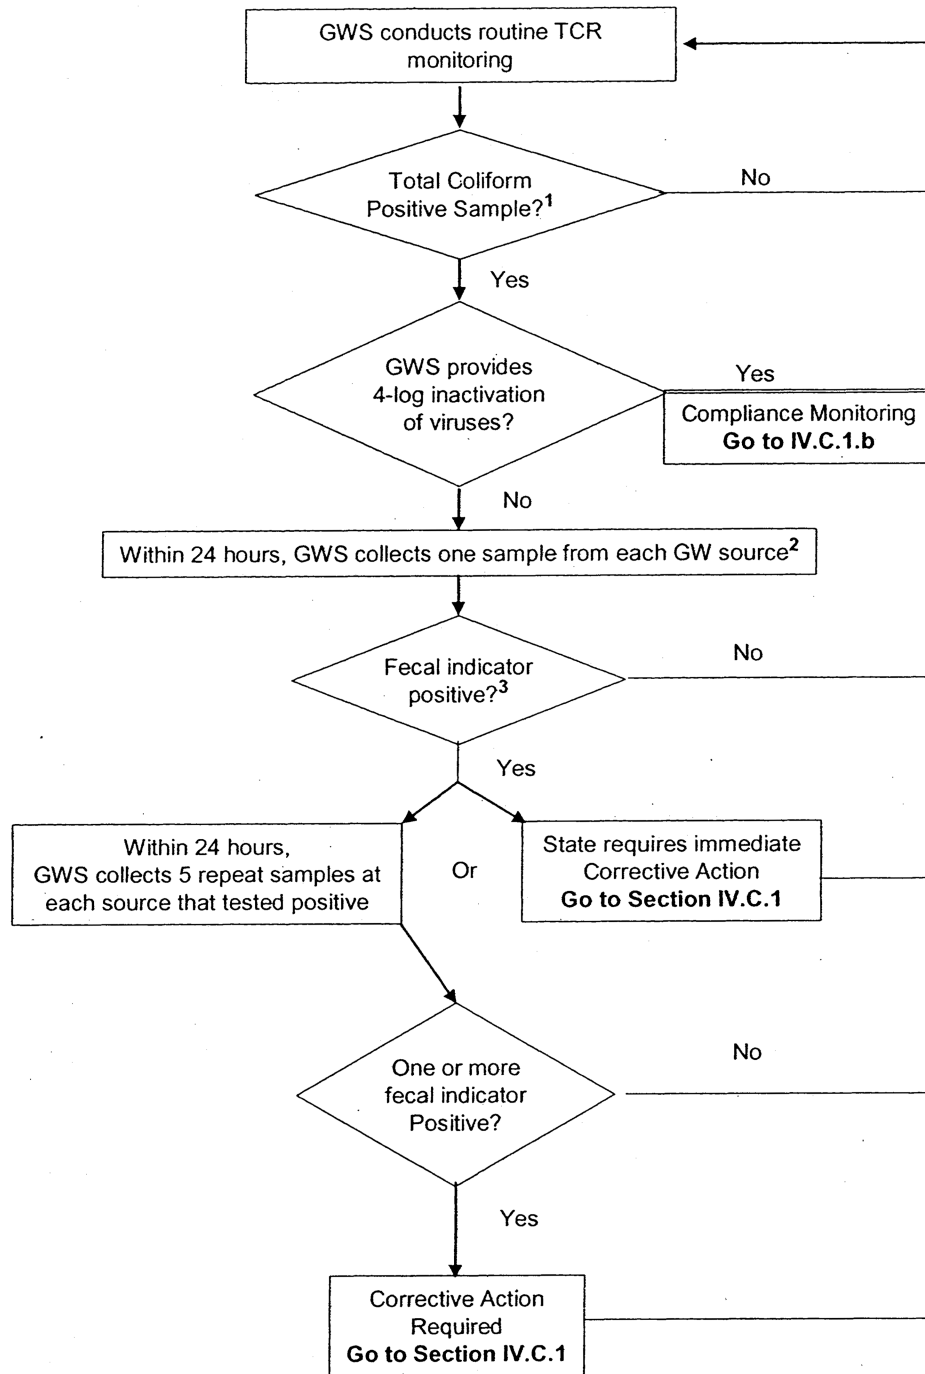 GWS conducts routine TCR
monitoring
Total Coliform
Positive Sample?1
No
Yes
GWS provides
4-log inactivation
of viruses?
Yes
Compliance Monitoring
Go to IV.C.1.b
No
Within 24 hours, GWS collects one sample from each GW source2
Fecal indicator
positive?3
No
Yes
Within 24 hours,
GWS collects 5 repeat samples at
each source that tested positive
Or
State requires immediate
Corrective Action
Go to Section IV.C.1
One or more
fecal indicator
Positive?
No
Yes
Corrective Action
Required
Go to Section IV.C.1